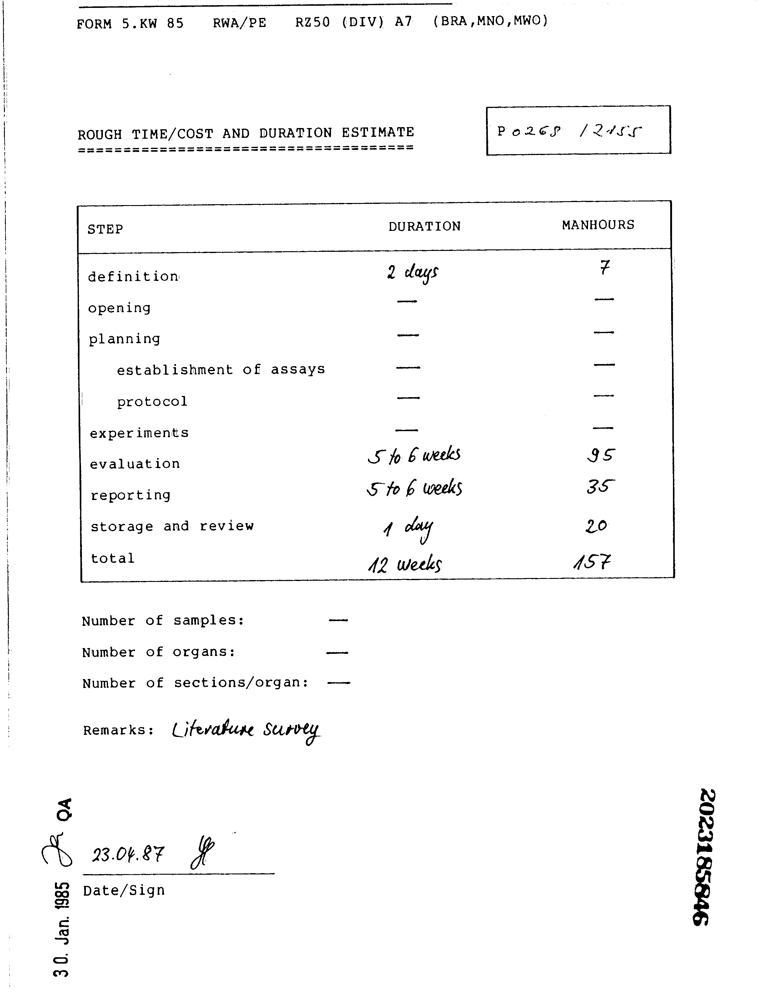 FORM 5.KW 85 RWA/PE RZ50 (DIV) A7 (BRA,MNO,MWO)
ROUGH TIME/COST AND DURATION ESTIMATE
=====================================
P 0268 / 2155
STEP DURATION MANHOURS
definition 2 days 7
opening — —
planning — —
establishment of assays — —
protocol — —
experiments — —
evaluation 5 to 6 weeks 95
reporting 5 to 6 weeks 35
storage and review 1 day 20
total 12 weeks 157
Number of samples: —
Number of organs: —
Number of sections/organ: —
Remarks: Literature survey
23.04.87
Date/Sign
30. Jan. 1985 QA
2023185846